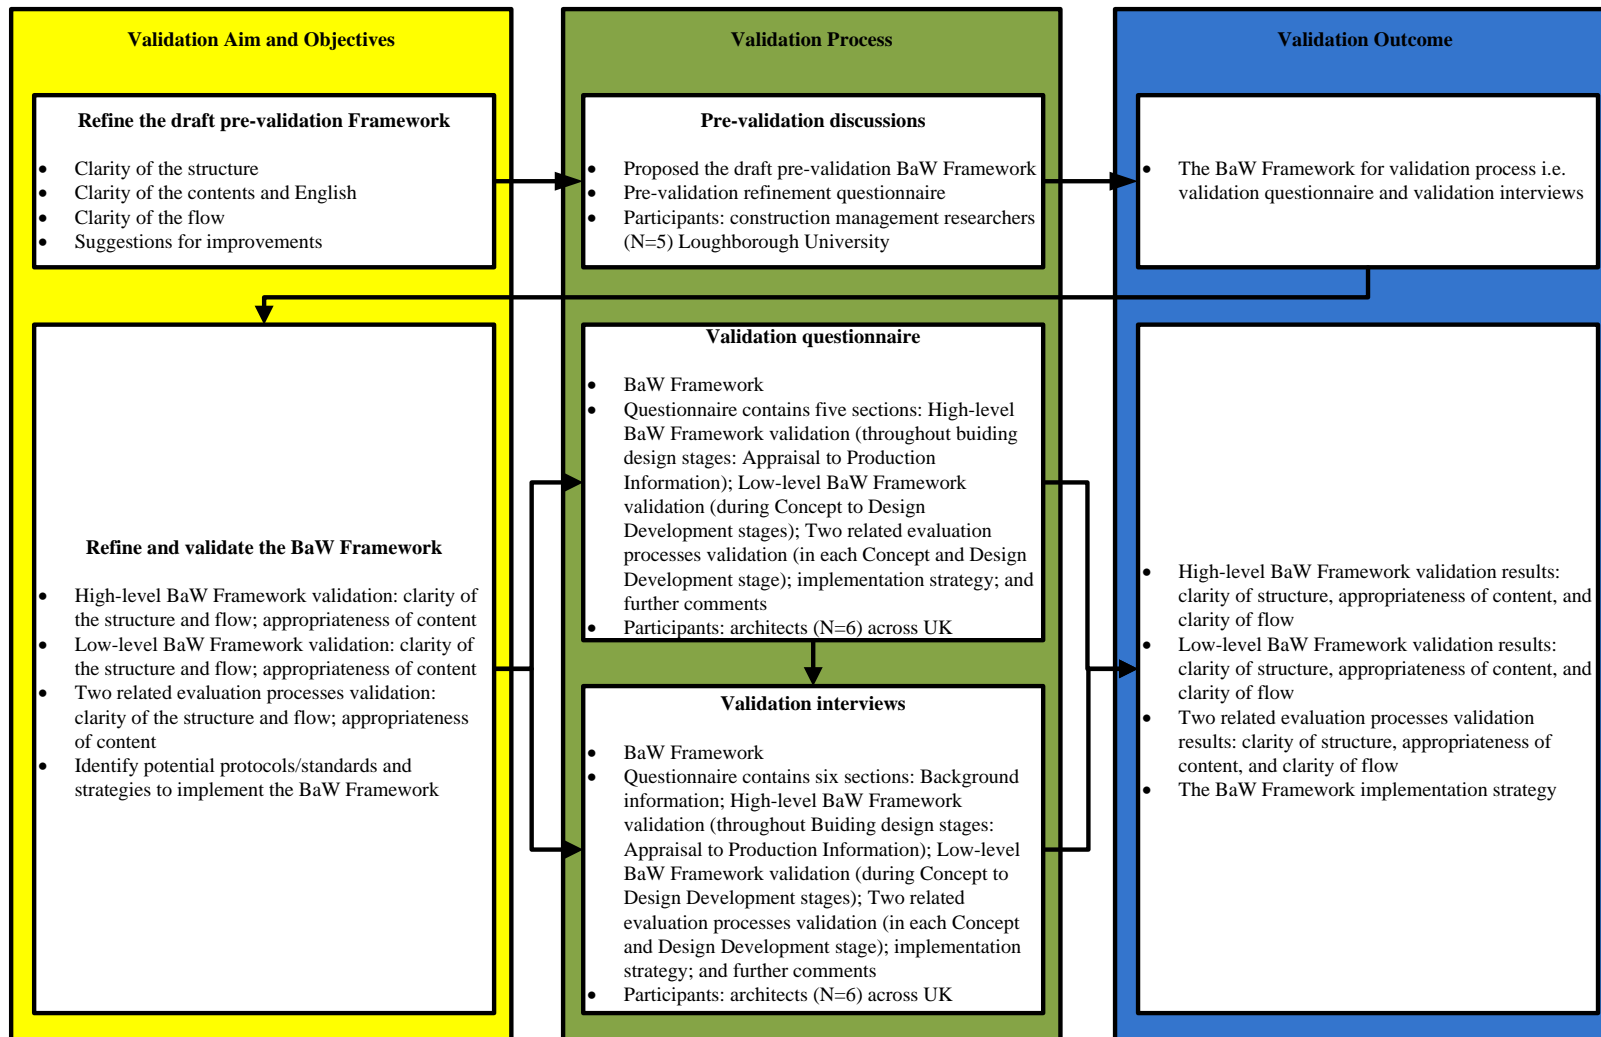 Validation Aim and Objectives
Refine the draft pre-validation Framework
• Clarity of the structure
• Clarity of the contents and English
• Clarity of the flow
• Suggestions for improvements
Refine and validate the BaW Framework
• High-level BaW Framework validation: clarity of
the structure and flow; appropriateness of content
• Low-level BaW Framework validation: clarity of
the structure and flow; appropriateness of content
• Two related evaluation processes validation:
clarity of the structure and flow; appropriateness
of content
• Identify potential protocols/standards and
strategies to implement the BaW Framework
Validation Process
Pre-validation discussions
• Proposed the draft pre-validation BaW Framework
• Pre-validation refinement questionnaire
• Participants: construction management researchers
(N=5) Loughborough University
Validation questionnaire
• BaW Framework
• Questionnaire contains five sections: High-level
BaW Framework validation (throughout buiding
design stages: Appraisal to Production
Information); Low-level BaW Framework
validation (during Concept to Design
Development stages); Two related evaluation
processes validation (in each Concept and Design
Development stage); implementation strategy; and
further comments
• Participants: architects (N=6) across UK
Validation interviews
• BaW Framework
• Questionnaire contains six sections: Background
information; High-level BaW Framework
validation (throughout Buiding design stages:
Appraisal to Production Information); Low-level
BaW Framework validation (during Concept to
Design Development stages); Two related
evaluation processes validation (in each Concept
and Design Development stage); implementation
strategy; and further comments
• Participants: architects (N=6) across UK
Validation Outcome
• The BaW Framework for validation process i.e.
validation questionnaire and validation interviews
• High-level BaW Framework validation results:
clarity of structure, appropriateness of content, and
clarity of flow
• Low-level BaW Framework validation results:
clarity of structure, appropriateness of content, and
clarity of flow
• Two related evaluation processes validation
results: clarity of structure, appropriateness of
content, and clarity of flow
• The BaW Framework implementation strategy